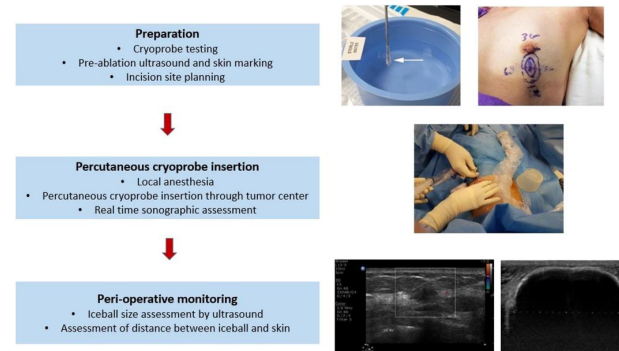 Preparation
• Cryoprobe testing
• Pre-ablation ultrasound and skin marking
• Incision site planning
Percutaneous cryoprobe insertion
• Local anesthesia
• Percutaneous cryoprobe insertion through tumor center
• Real time sonographic assessment
Peri-operative monitoring
• Iceball size assessment by ultrasound
• Assessment of distance between iceball and skin